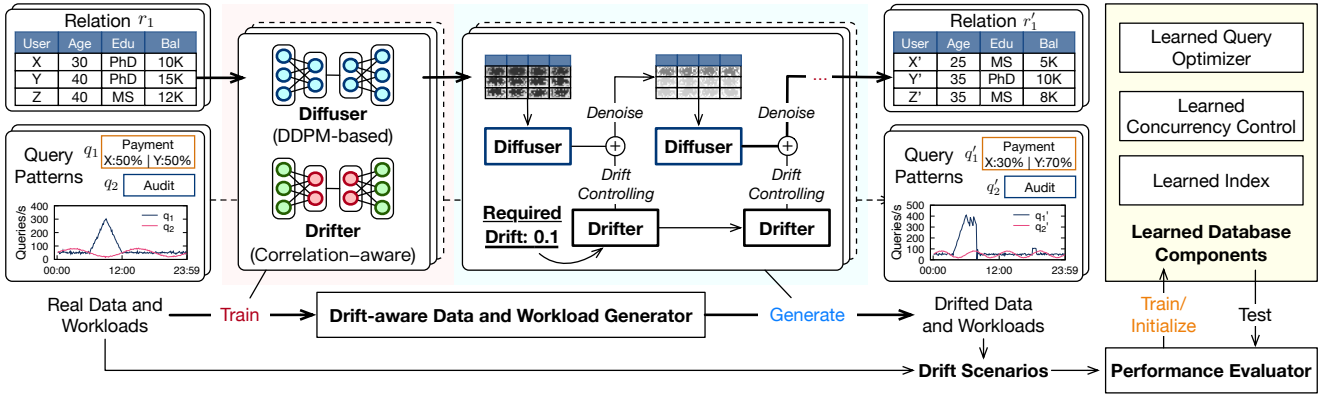 Relation r₁
User Age Edu Bal
X 30 PhD 10K
Y 40 PhD 15K
Z 40 MS 12K
Query
Patterns
q₁
Payment
X:50% | Y:50%
q₂
Audit
Queries/s
400
300
200
100
0
q₁
q₂
00:00 12:00 23:59
Real Data and
Workloads
Diffuser
(DDPM-based)
Drifter
(Correlation-aware)
Train
Drift-aware Data and Workload Generator
Generate
Denoise
Denoise
...
Diffuser
+
Diffuser
+
Drift
Controlling
Drift
Controlling
Required
Drift: 0.1
Drifter
Drifter
Relation r₁′
User Age Edu Bal
X' 25 MS 5K
Y' 35 PhD 10K
Z' 35 MS 8K
Query
Patterns
q₁′
Payment
X:30% | Y:70%
q₂′
Audit
Queries/s
500
400
300
200
100
0
q₁'
q₂'
00:00 12:00 23:59
Drifted Data
and Workloads
Drift Scenarios
Learned Query
Optimizer
Learned
Concurrency Control
Learned Index
Learned Database
Components
Train/
Initialize
Test
Performance Evaluator